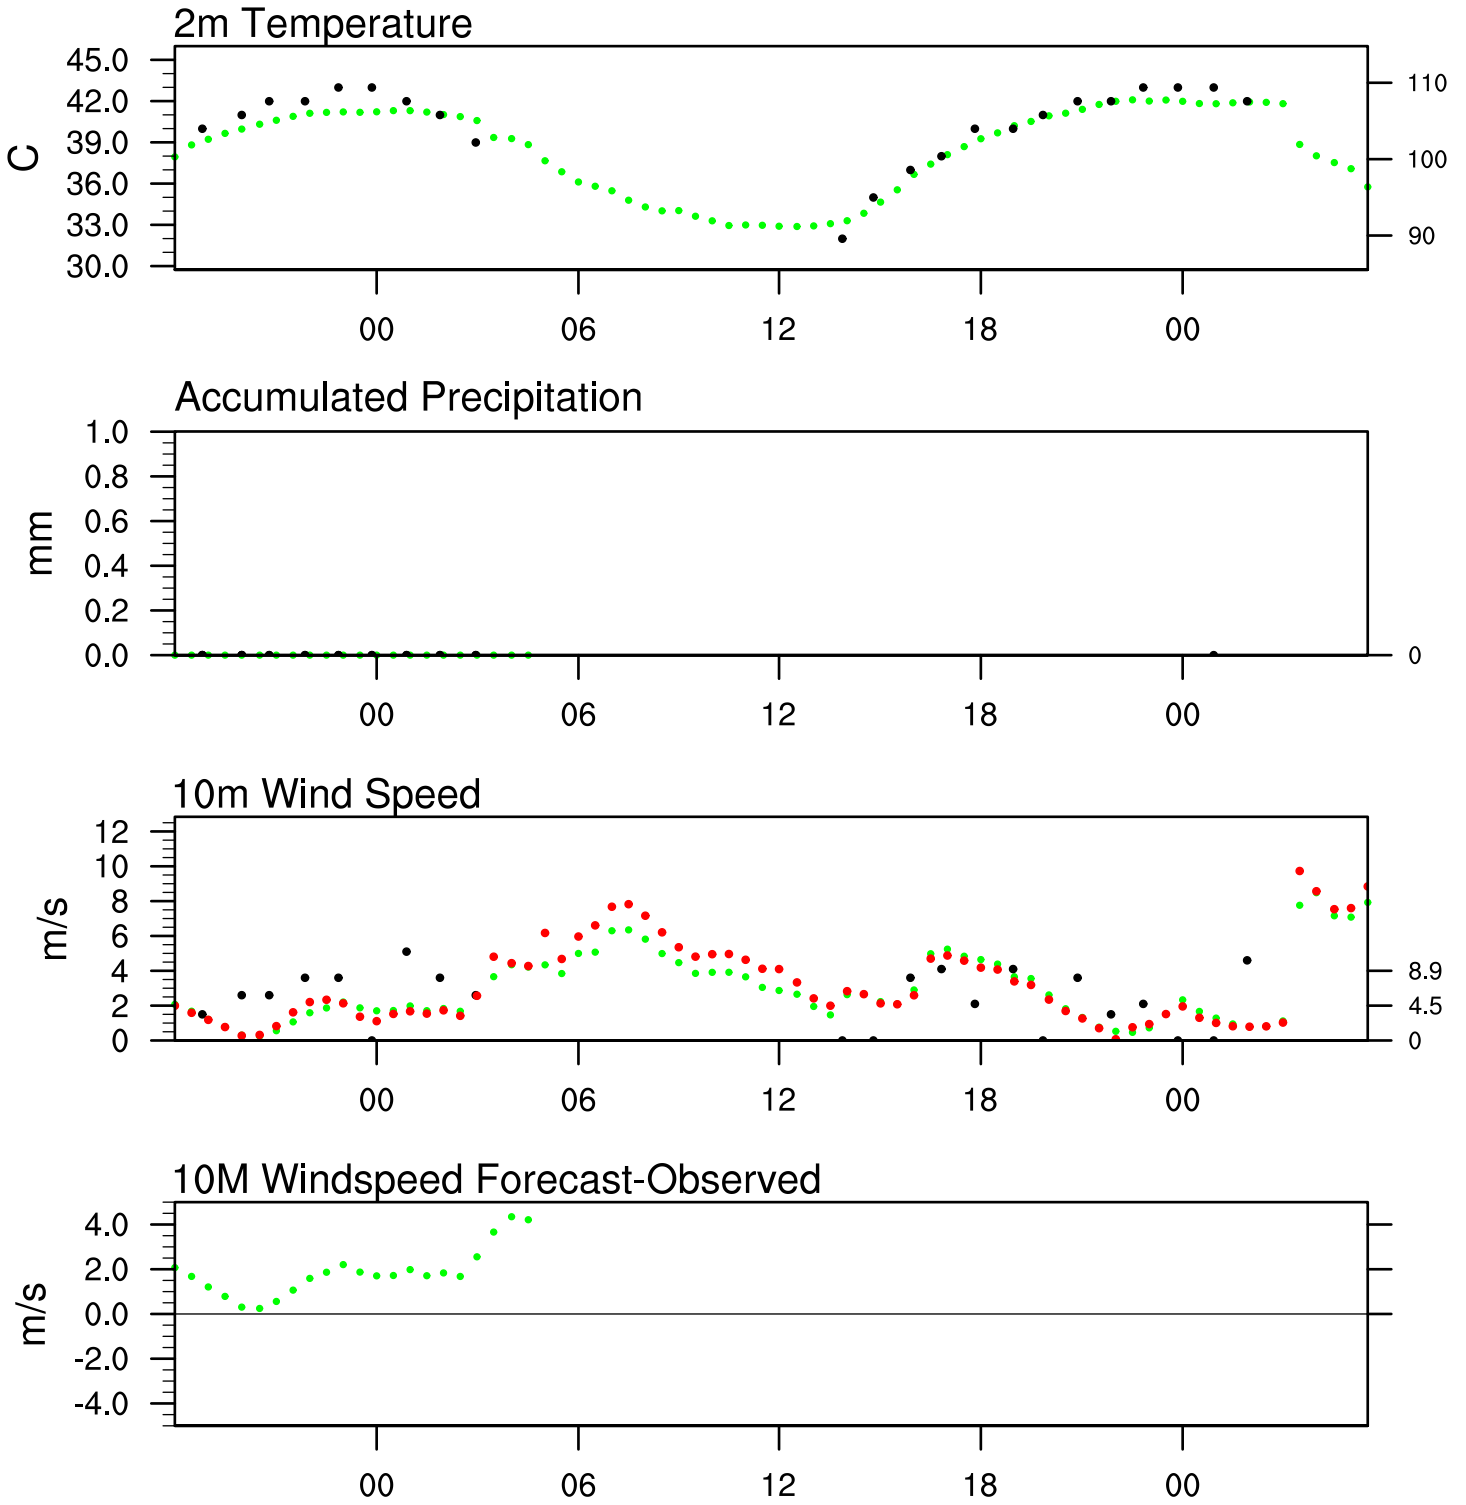 2m Temperature
45.0
42.0
39.0
36.0
33.0
30.0
C
110
100
90
00 06 12 18 00
Accumulated Precipitation
1.0
0.8
0.6
0.4
0.2
0.0
mm
0
00 06 12 18 00
10m Wind Speed
12
10
8
6
4
2
0
m/s
8.9
4.5
0
00 06 12 18 00
10M Windspeed Forecast-Observed
4.0
2.0
0.0
-2.0
-4.0
m/s
00 06 12 18 00